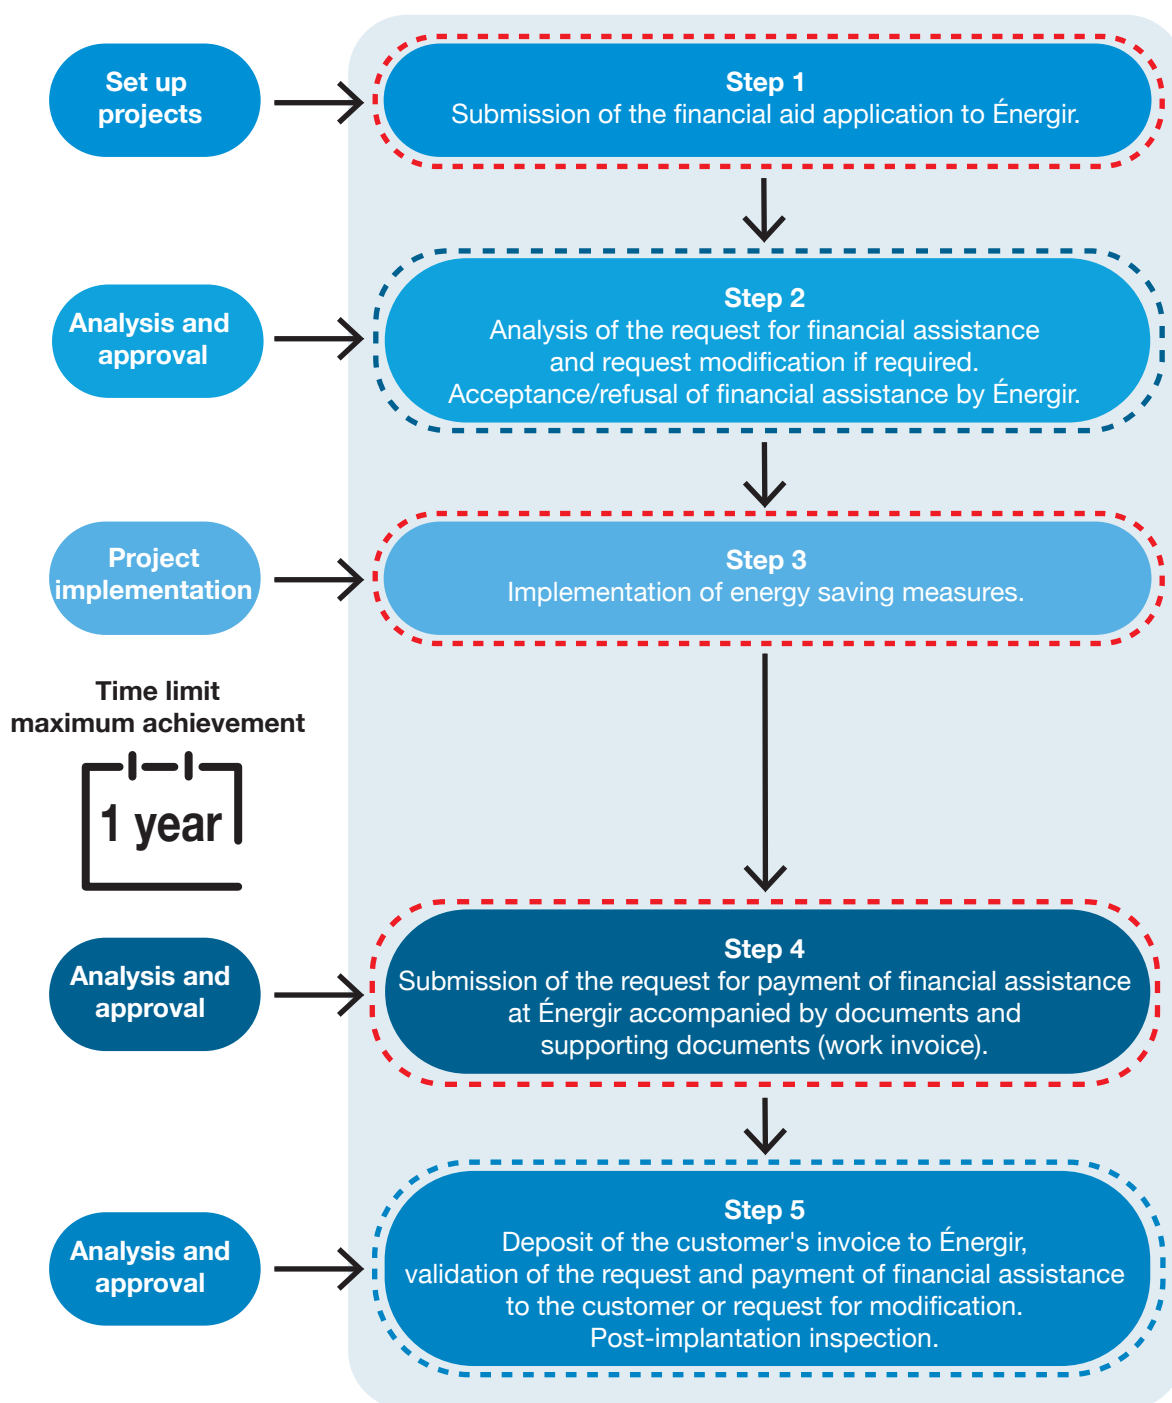 Set up
projects
Step 1
Submission of the financial aid application to Énergir.
Analysis and
approval
Step 2
Analysis of the request for financial assistance
and request modification if required.
Acceptance/refusal of financial assistance by Énergir.
Project
implementation
Step 3
Implementation of energy saving measures.
Time limit
maximum achievement
1 year
Analysis and
approval
Step 4
Submission of the request for payment of financial assistance
at Énergir accompanied by documents and
supporting documents (work invoice).
Analysis and
approval
Step 5
Deposit of the customer's invoice to Énergir,
validation of the request and payment of financial assistance
to the customer or request for modification.
Post-implantation inspection.